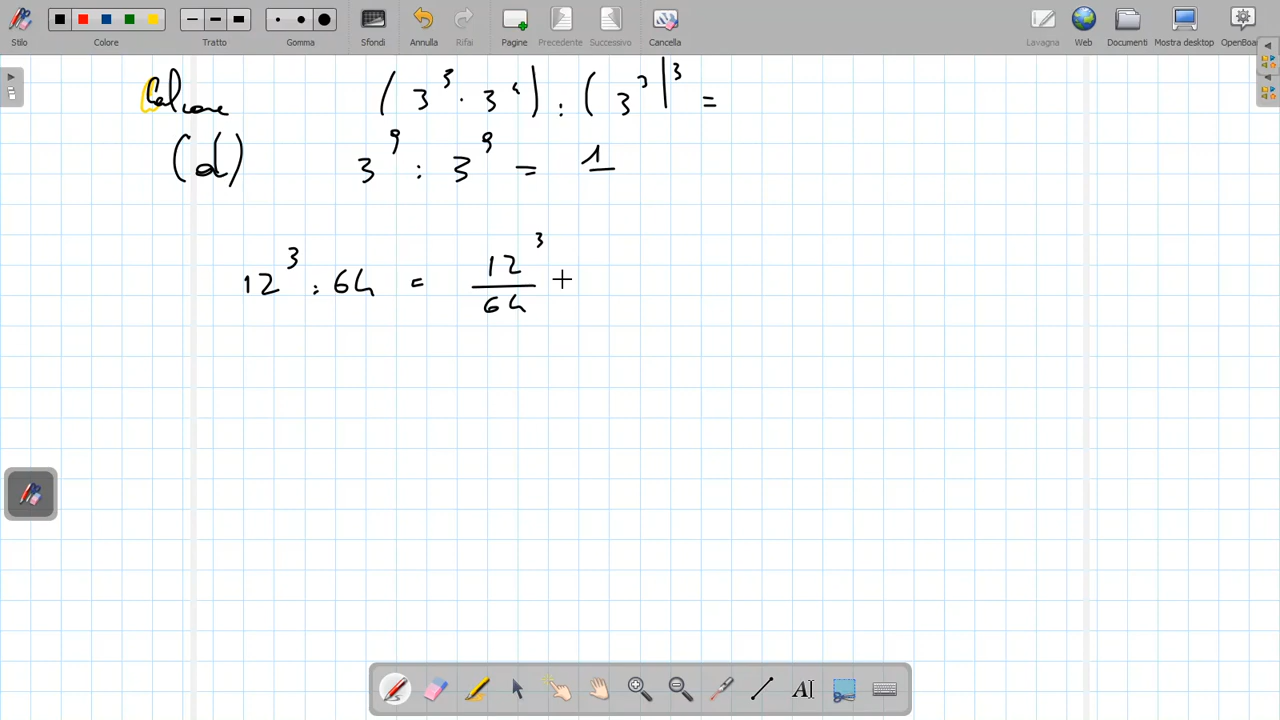 Stilo Colore Tratto Gomma Sfondi Annulla Rifai Pagine Precedente Successivo Cancella Lavagna Web Documenti Mostra desktop OpenBoar
(3³ · 3⁶) : (3³)³ =
(d) 3⁹ : 3⁹ = 1
12³ : 64 = 12³/64